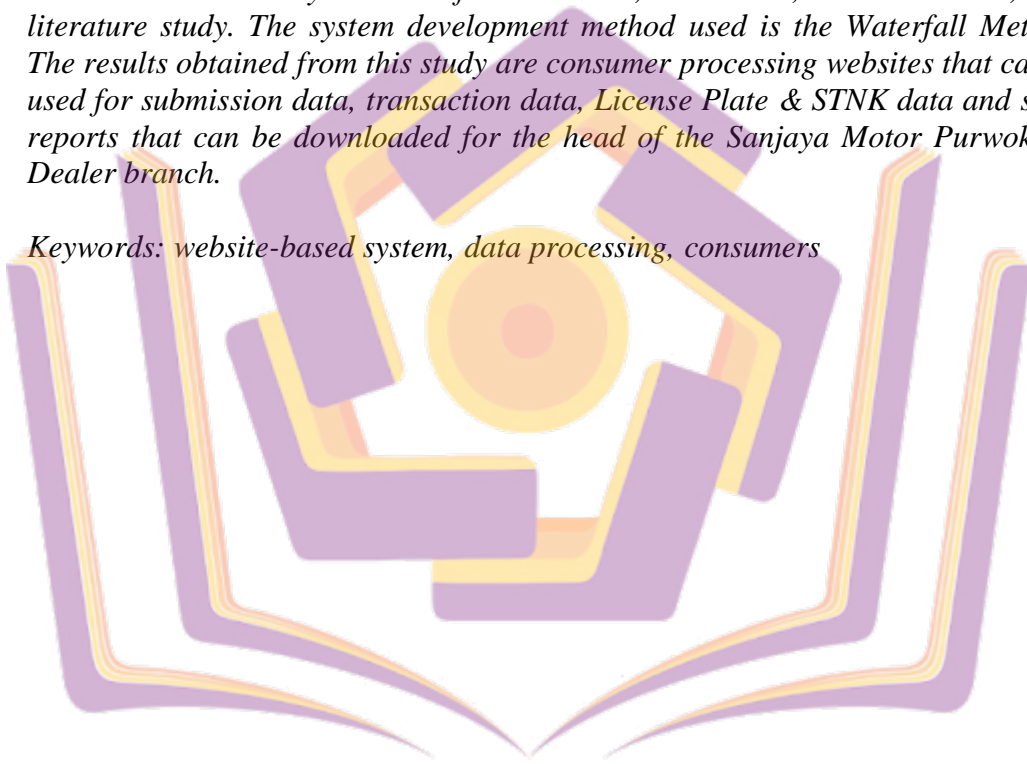 literature study. The system development method used is the Waterfall Met
The results obtained from this study are consumer processing websites that ca
used for submission data, transaction data, License Plate & STNK data and s
reports that can be downloaded for the head of the Sanjaya Motor Purwok
Dealer branch.
Keywords: website-based system, data processing, consumers